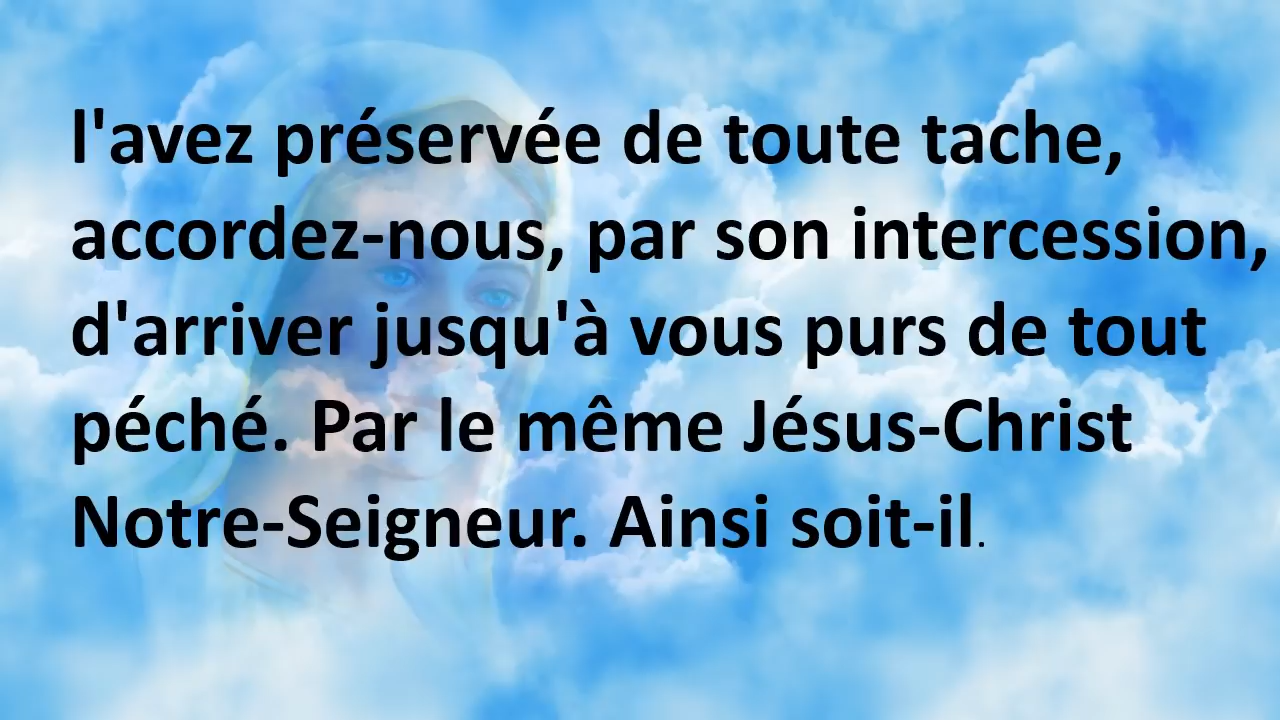 l'avez préservée de toute tache,
accordez-nous, par son intercession,
d'arriver jusqu'à vous purs de tout
péché. Par le même Jésus-Christ
Notre-Seigneur. Ainsi soit-il.